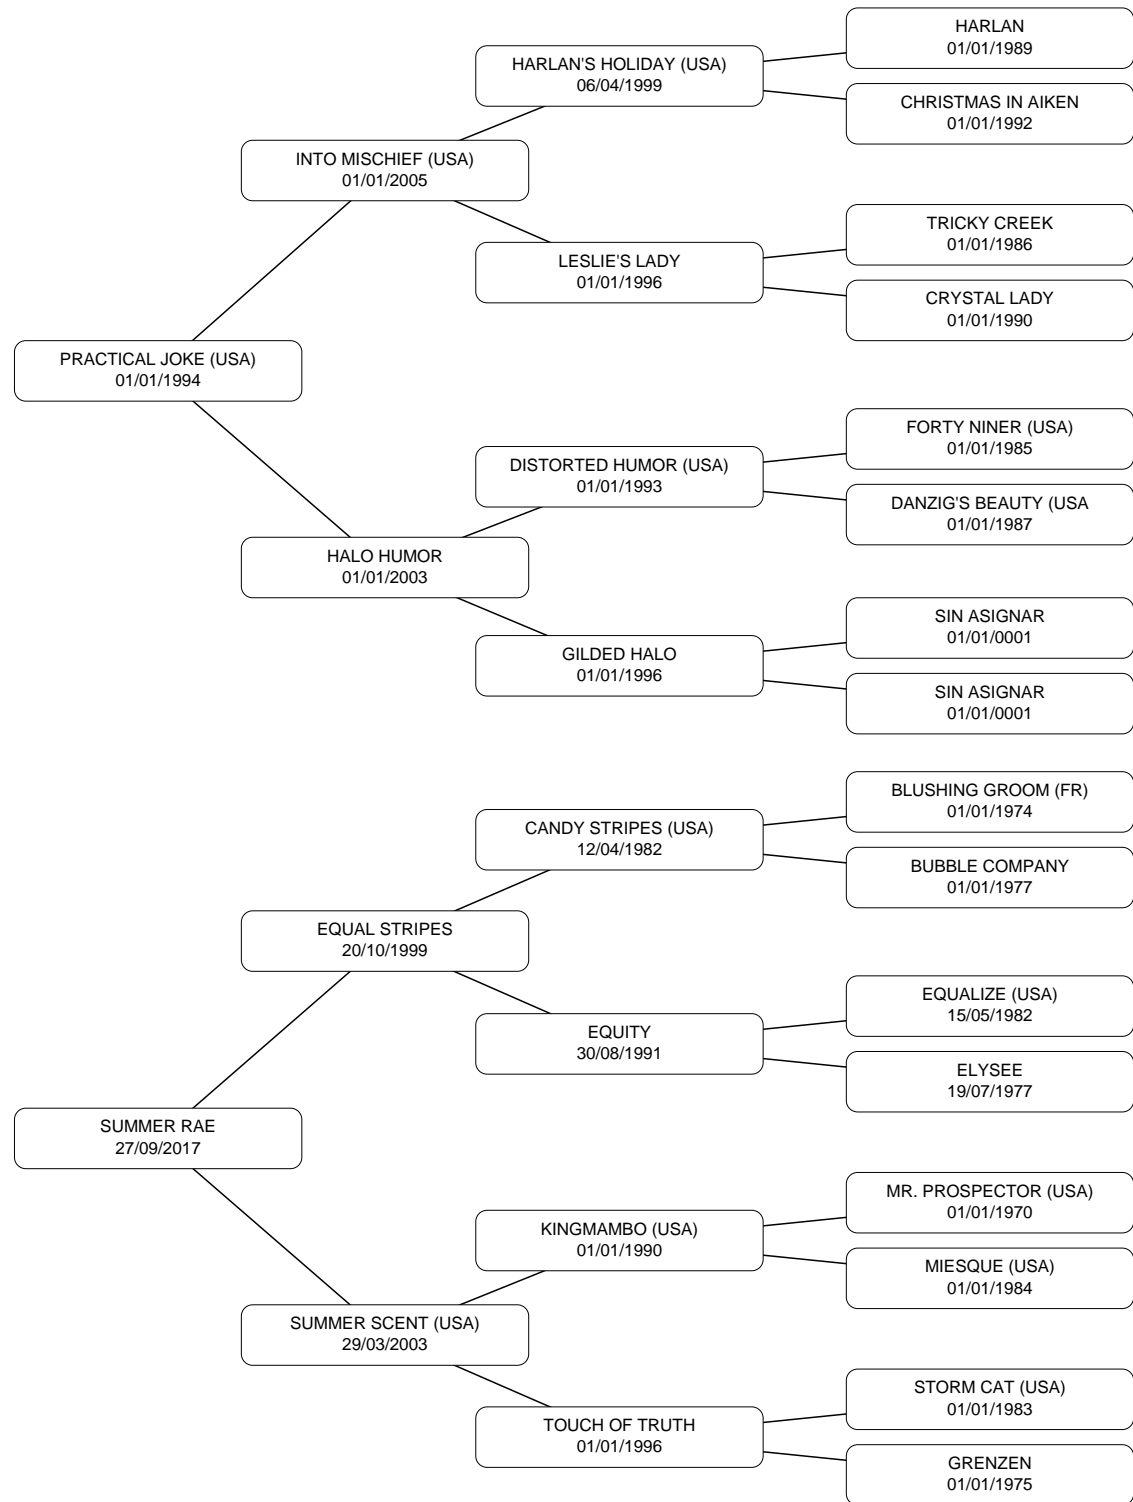 HARLAN
01/01/1989
HARLAN'S HOLIDAY (USA)
06/04/1999
CHRISTMAS IN AIKEN
01/01/1992
INTO MISCHIEF (USA)
01/01/2005
TRICKY CREEK
01/01/1986
LESLIE'S LADY
01/01/1996
CRYSTAL LADY
01/01/1990
PRACTICAL JOKE (USA)
01/01/1994
FORTY NINER (USA)
01/01/1985
DISTORTED HUMOR (USA)
01/01/1993
DANZIG'S BEAUTY (USA
01/01/1987
HALO HUMOR
01/01/2003
SIN ASIGNAR
01/01/0001
GILDED HALO
01/01/1996
SIN ASIGNAR
01/01/0001
BLUSHING GROOM (FR)
01/01/1974
CANDY STRIPES (USA)
12/04/1982
BUBBLE COMPANY
01/01/1977
EQUAL STRIPES
20/10/1999
EQUALIZE (USA)
15/05/1982
EQUITY
30/08/1991
ELYSEE
19/07/1977
SUMMER RAE
27/09/2017
MR. PROSPECTOR (USA)
01/01/1970
KINGMAMBO (USA)
01/01/1990
MIESQUE (USA)
01/01/1984
SUMMER SCENT (USA)
29/03/2003
STORM CAT (USA)
01/01/1983
TOUCH OF TRUTH
01/01/1996
GRENZEN
01/01/1975